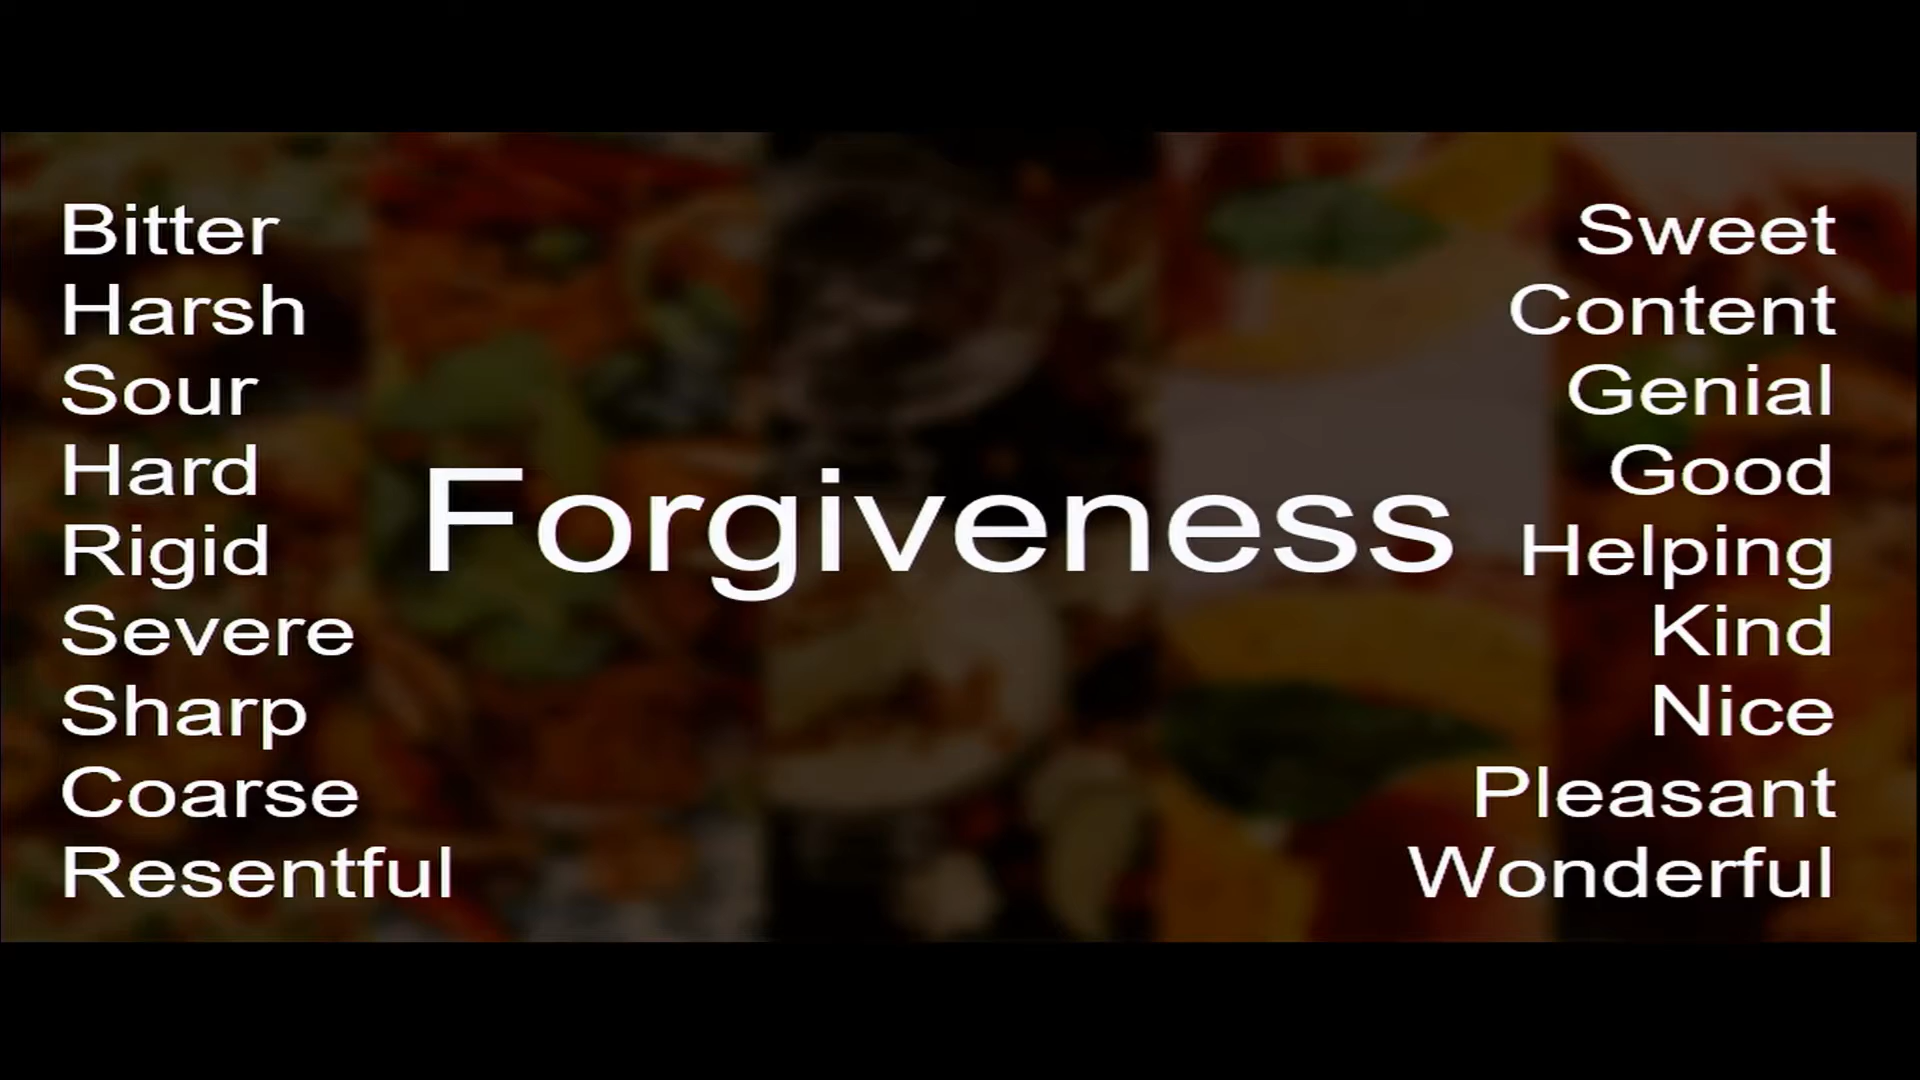 Bitter
Harsh
Sour
Hard
Rigid
Severe
Sharp
Coarse
Resentful
Forgiveness
Sweet
Content
Genial
Good
Helping
Kind
Nice
Pleasant
Wonderful